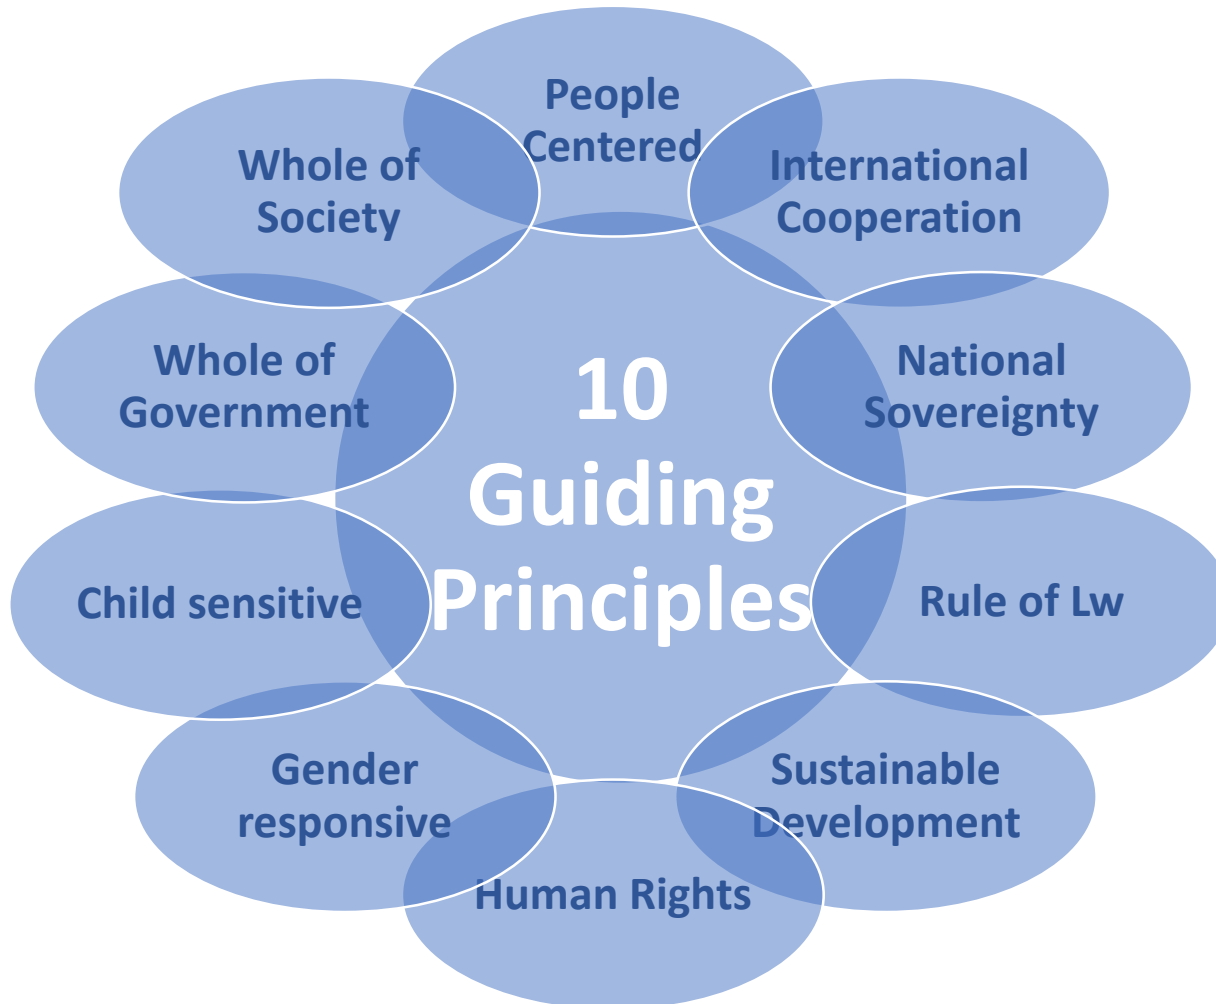 People
Centered
International
Cooperation
National
Sovereignty
Rule of Lw
Sustainable
Development
Human Rights
Gender
responsive
Child sensitive
Whole of
Government
Whole of
Society
10
Guiding
Principles